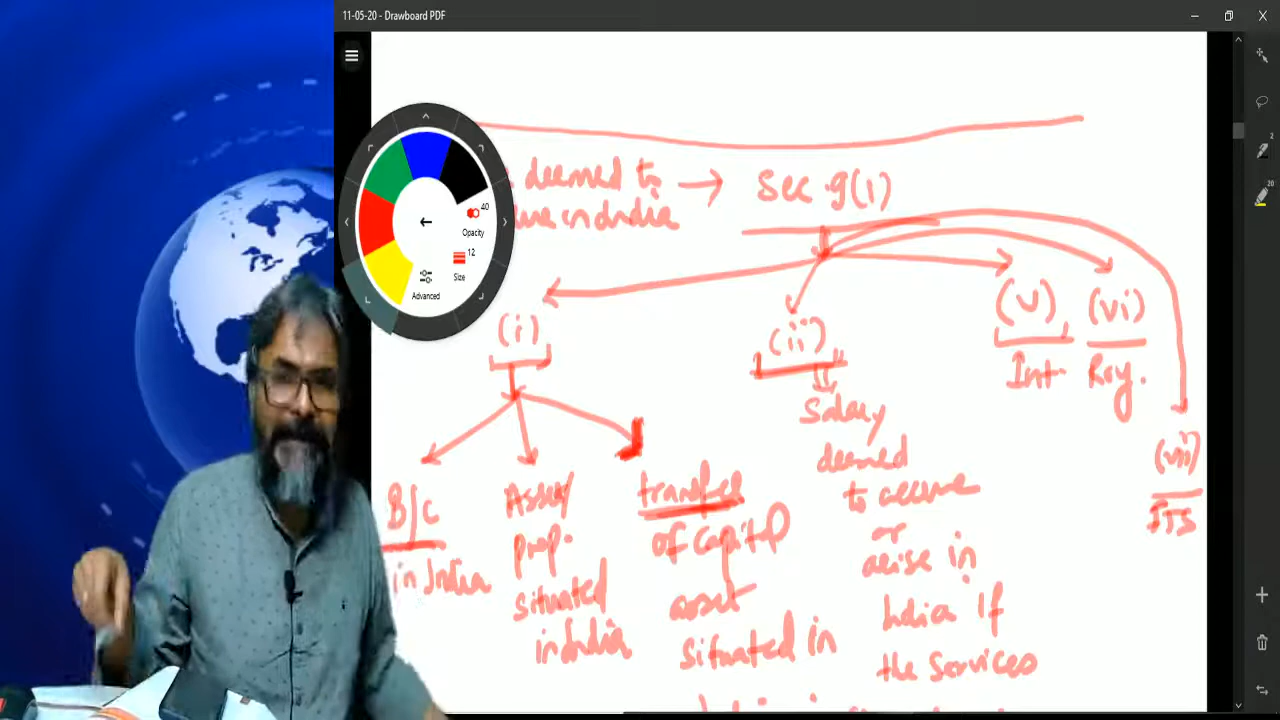 11-05-20 - Drawboard PDF
40
Opacity
12
Size
Advanced
2
20
deemed to → Sec 9(1)
in India
(i)
(ii)
(v) (vi)
Int. Roy.
(vii)
FTS
B/C
in India
Asset/
prop.
situated
in India
transfer
of capital
asset
situated in
Salary
deemed
to accrue
or
arise in
India if
the services